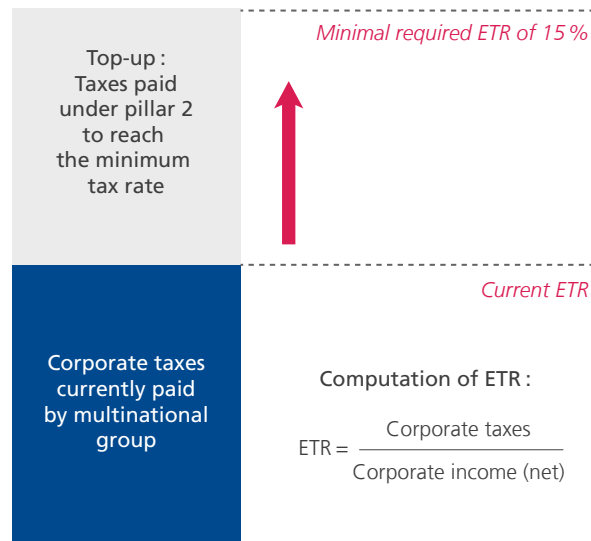 Minimal required ETR of 15 %
Top-up :
Taxes paid
under pillar 2
to reach
the minimum
tax rate
Current ETR
Corporate taxes
currently paid
by multinational
group
Computation of ETR :
ETR = Corporate taxes
Corporate income (net)